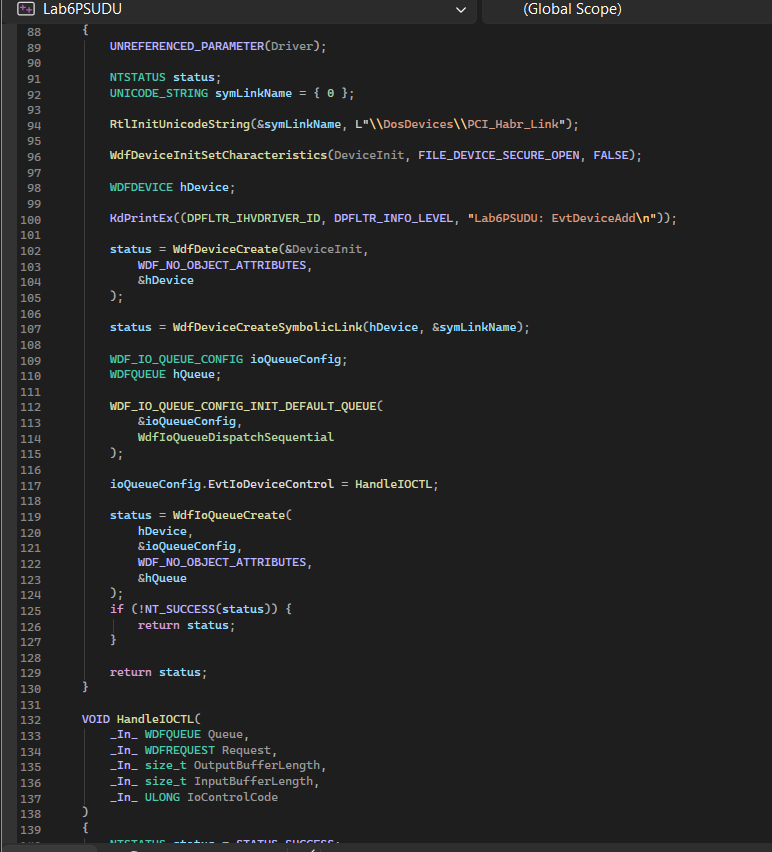 Lab6PSUDU (Global Scope)
88 {
89 UNREFERENCED_PARAMETER(Driver);
90
91 NTSTATUS status;
92 UNICODE_STRING symLinkName = { 0 };
93
94 RtlInitUnicodeString(&symLinkName, L"\\DosDevices\\PCI_Habr_Link");
95
96 WdfDeviceInitSetCharacteristics(DeviceInit, FILE_DEVICE_SECURE_OPEN, FALSE);
97
98 WDFDEVICE hDevice;
99
100 KdPrintEx((DPFLTR_IHVDRIVER_ID, DPFLTR_INFO_LEVEL, "Lab6PSUDU: EvtDeviceAdd\n"));
101
102 status = WdfDeviceCreate(&DeviceInit,
103 WDF_NO_OBJECT_ATTRIBUTES,
104 &hDevice
105 );
106
107 status = WdfDeviceCreateSymbolicLink(hDevice, &symLinkName);
108
109 WDF_IO_QUEUE_CONFIG ioQueueConfig;
110 WDFQUEUE hQueue;
111
112 WDF_IO_QUEUE_CONFIG_INIT_DEFAULT_QUEUE(
113 &ioQueueConfig,
114 WdfIoQueueDispatchSequential
115 );
116
117 ioQueueConfig.EvtIoDeviceControl = HandleIOCTL;
118
119 status = WdfIoQueueCreate(
120 hDevice,
121 &ioQueueConfig,
122 WDF_NO_OBJECT_ATTRIBUTES,
123 &hQueue
124 );
125 if (!NT_SUCCESS(status)) {
126 return status;
127 }
128
129 return status;
130 }
131
132 VOID HandleIOCTL(
133 _In_ WDFQUEUE Queue,
134 _In_ WDFREQUEST Request,
135 _In_ size_t OutputBufferLength,
136 _In_ size_t InputBufferLength,
137 _In_ ULONG IoControlCode
138 )
139 {
NTSTATUS status = STATUS_SUCCESS;